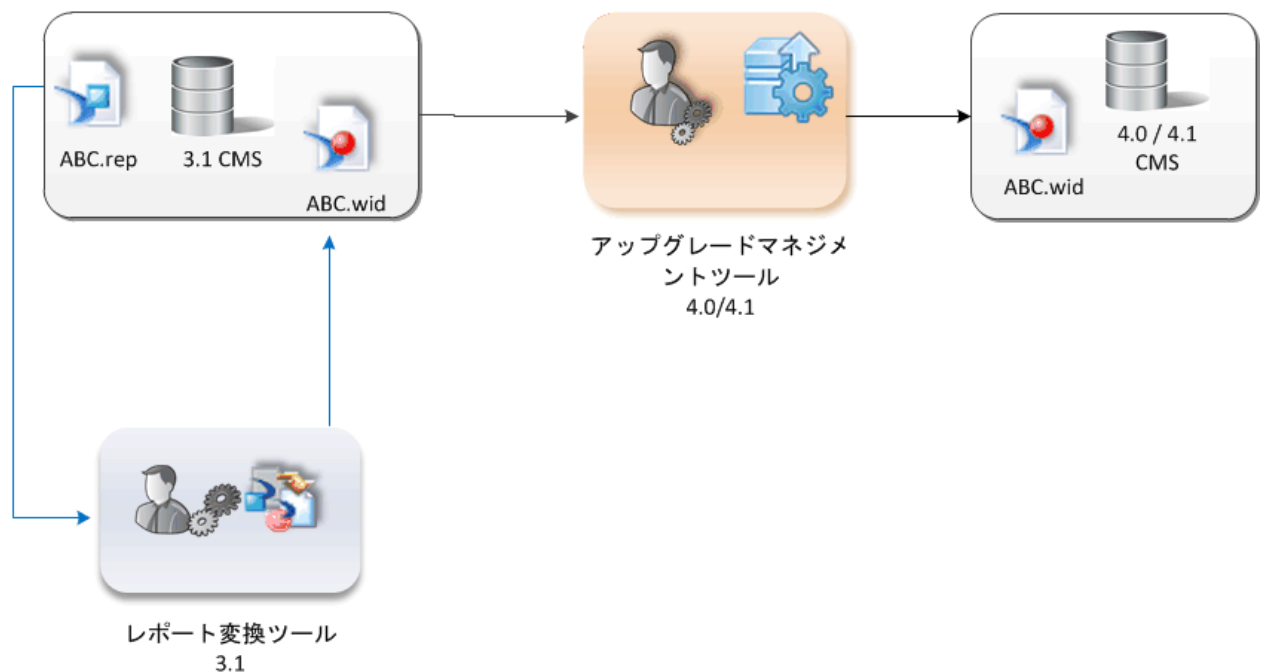 ABC.rep
3.1 CMS
ABC.wid
アップグレードマネジメ
ントツール
4.0/4.1
ABC.wid
4.0 / 4.1
CMS
レポート変換ツール
3.1